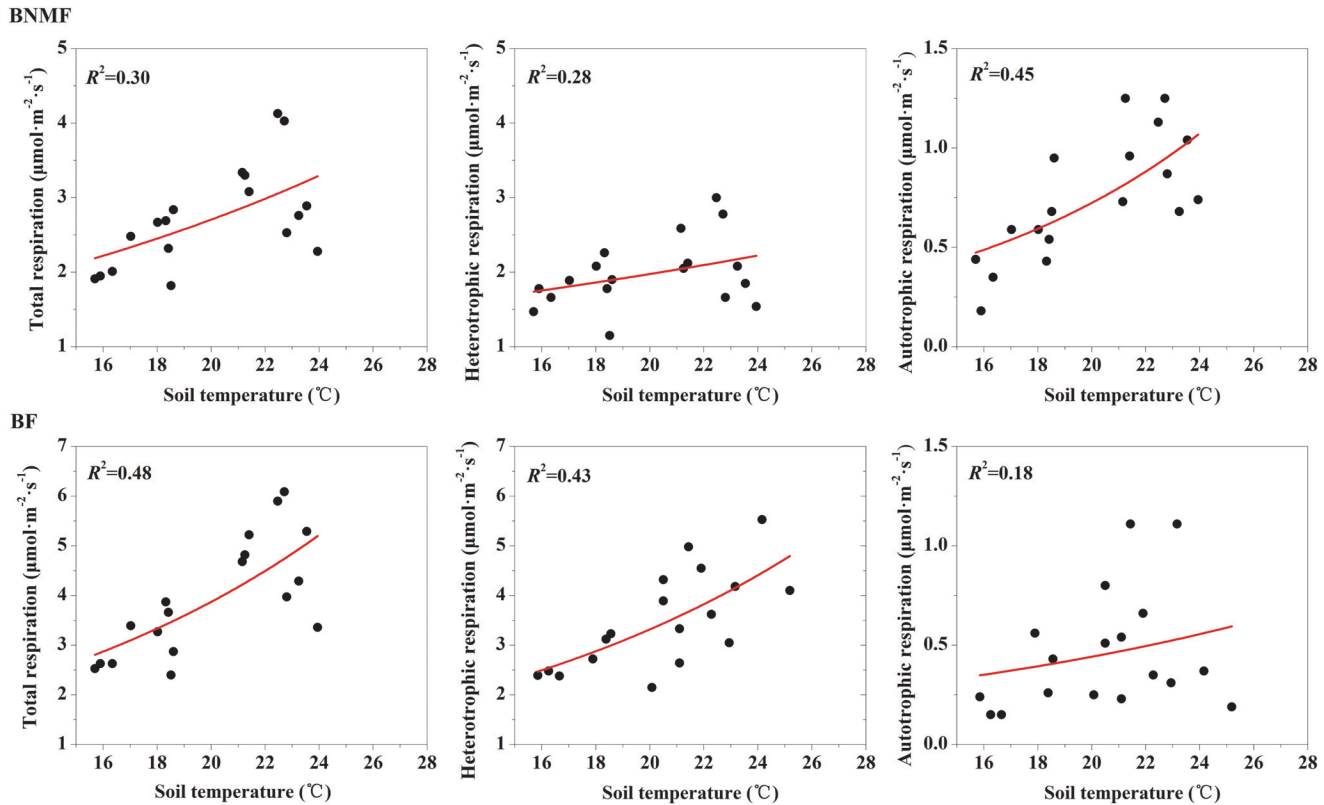 BNMF
Total respiration (μmol·m⁻²·s⁻¹)
5
4
3
2
1
R²=0.30
16 18 20 22 24 26 28
Soil temperature (℃)
Heterotrophic respiration (μmol·m⁻²·s⁻¹)
5
4
3
2
1
R²=0.28
16 18 20 22 24 26 28
Soil temperature (℃)
Autotrophic respiration (μmol·m⁻²·s⁻¹)
1.5
1.0
0.5
0.0
R²=0.45
16 18 20 22 24 26 28
Soil temperature (℃)
BF
Total respiration (μmol·m⁻²·s⁻¹)
7
6
5
4
3
2
1
R²=0.48
16 18 20 22 24 26 28
Soil temperature (℃)
Heterotrophic respiration (μmol·m⁻²·s⁻¹)
7
6
5
4
3
2
1
R²=0.43
16 18 20 22 24 26 28
Soil temperature (℃)
Autotrophic respiration (μmol·m⁻²·s⁻¹)
1.5
1.0
0.5
0.0
R²=0.18
16 18 20 22 24 26 28
Soil temperature (℃)